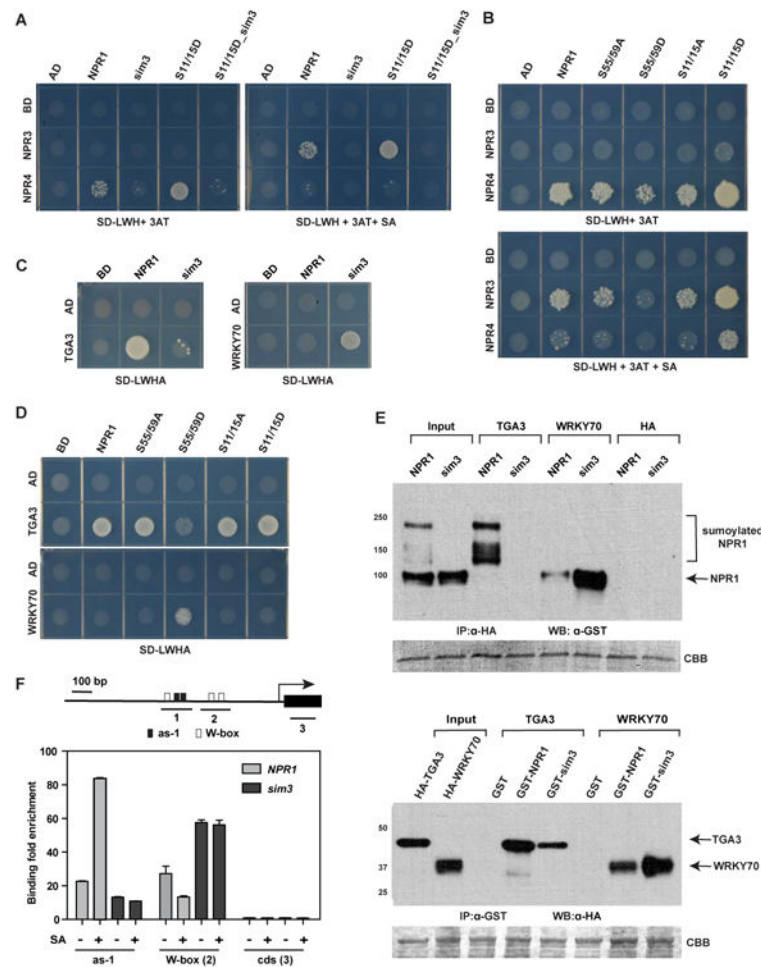 A
AD NPR1 sim3 S11/15D S11/15D_sim3 AD NPR1 sim3 S11/15D S11/15D_sim3
BD
NPR3
NPR4
SD-LWH+ 3AT SD-LWH + 3AT+ SA
B
AD NPR1 S55/59A S55/59D S11/15A S11/15D
BD
NPR3
NPR4
SD-LWH+ 3AT
BD
NPR3
NPR4
SD-LWH + 3AT + SA
C
BD NPR1 sim3 BD NPR1 sim3
AD AD
TGA3 WRKY70
SD-LWHA SD-LWHA
D
BD NPR1 S55/59A S55/59D S11/15A S11/15D
AD
TGA3
AD
WRKY70
SD-LWHA
E
Input TGA3 WRKY70 HA
NPR1 sim3 NPR1 sim3 NPR1 sim3 NPR1 sim3
250
150
100
sumoylated
NPR1
NPR1
IP:α-HA WB: α-GST
CBB
Input TGA3 WRKY70
HA-TGA3 HA-WRKY70 GST GST-NPR1 GST-sim3 GST GST-NPR1 GST-sim3
50
37
25
TGA3
WRKY70
IP:α-GST WB:α-HA
CBB
F
100 bp
1 2 3
as-1 W-box
Binding fold enrichment
100
80
60
40
20
0
NPR1
sim3
SA - + - + - + - + - + - +
as-1 W-box (2) cds (3)